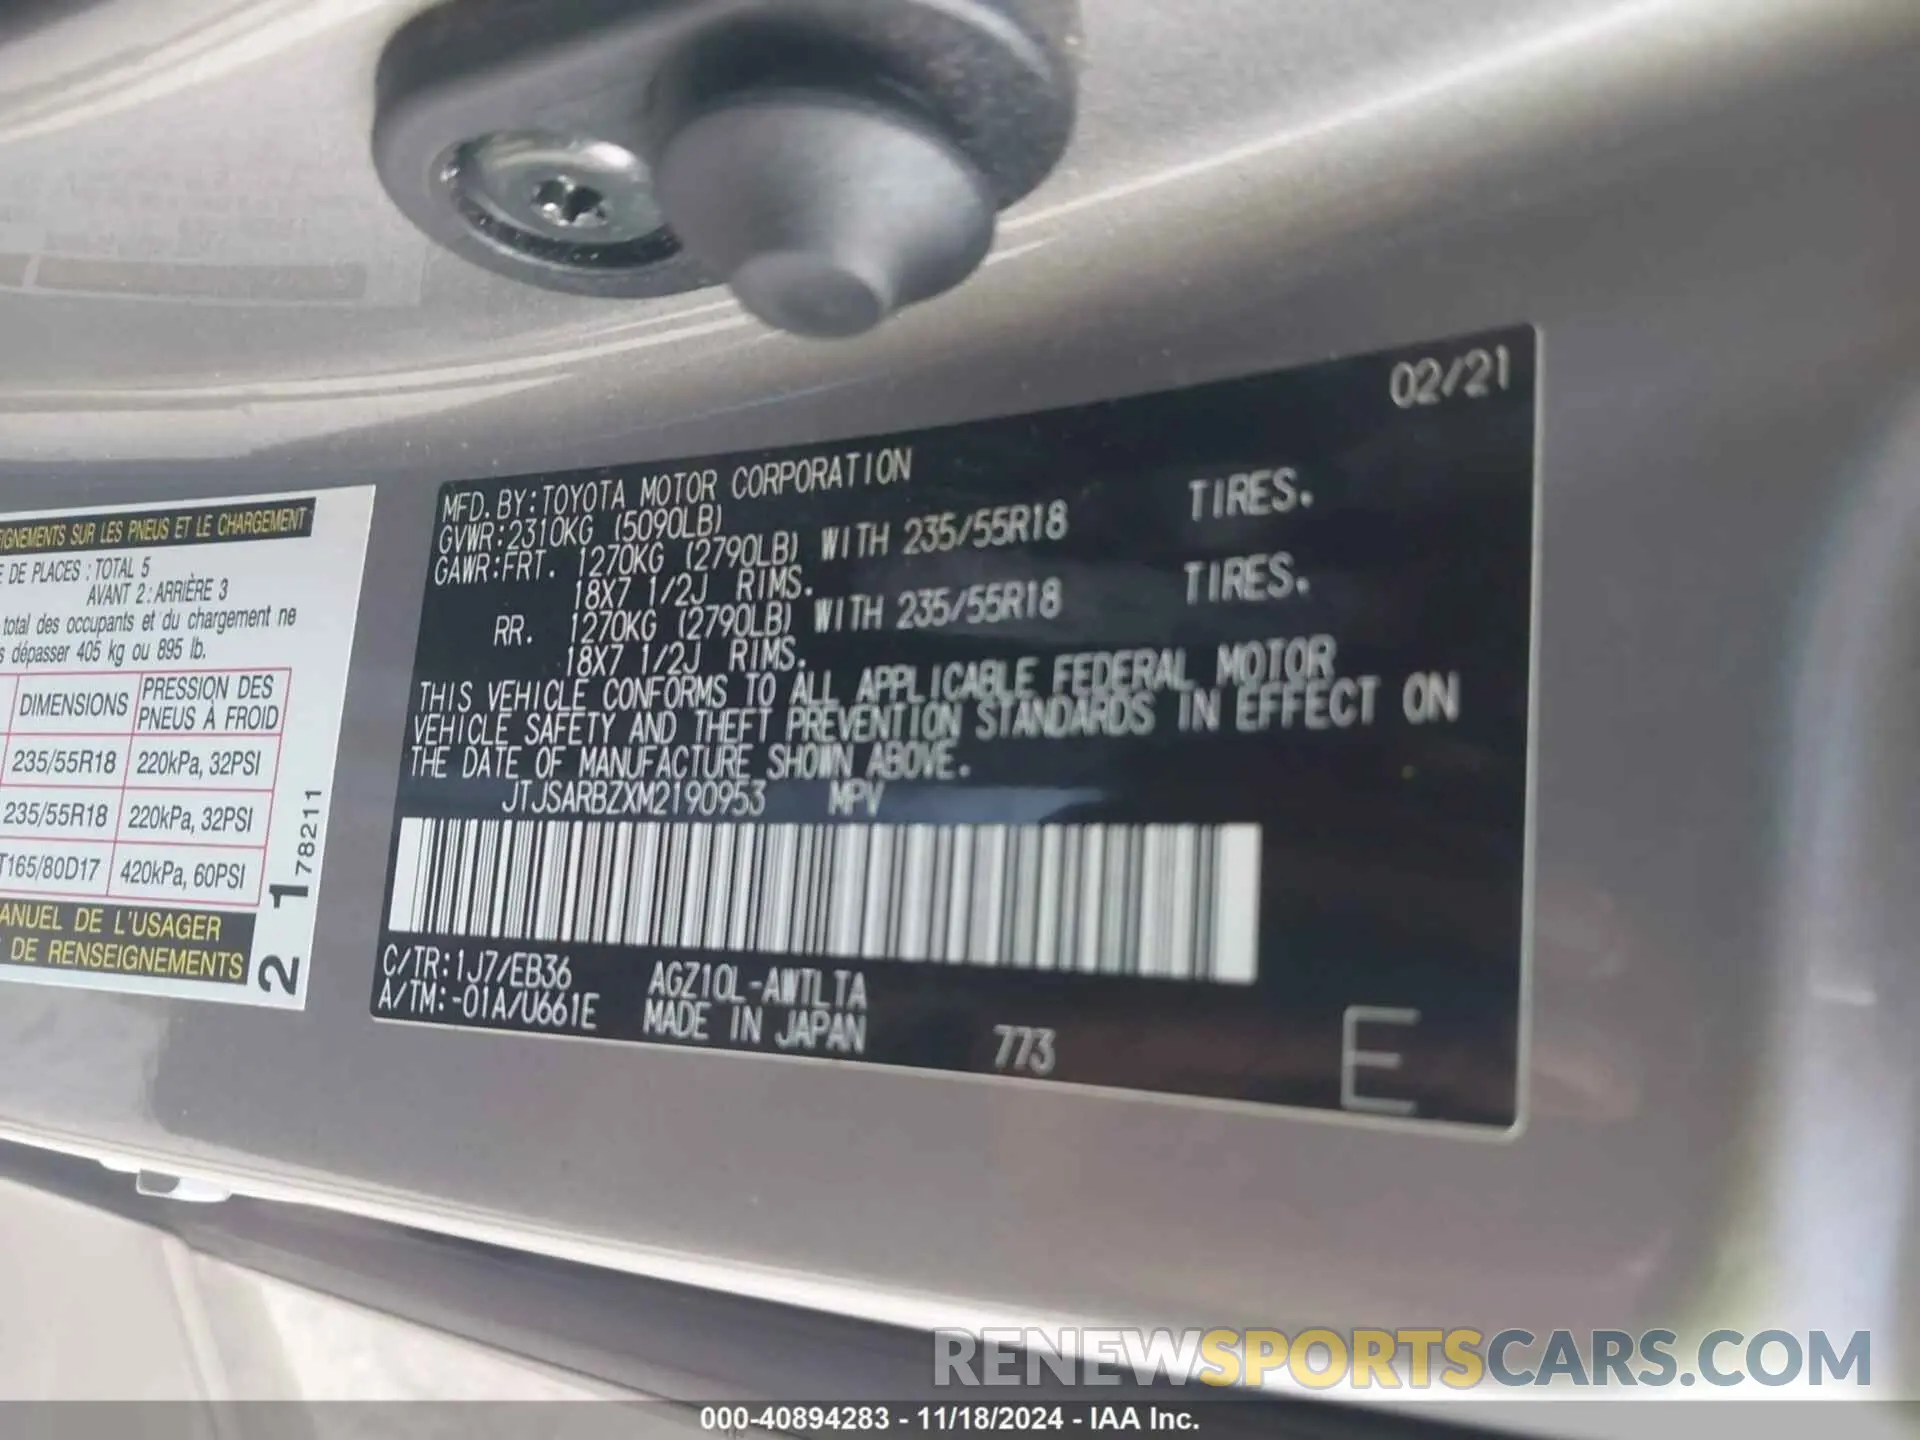 02/21
MFD.BY:TOYOTA MOTOR CORPORATION
GVWR:2310KG (5090LB)
GAWR:FRT. 1270KG (2790LB) WITH 235/55R18 TIRES.
18X7 1/2J RIMS.
RR. 1270KG (2790LB) WITH 235/55R18 TIRES.
18X7 1/2J RIMS.
THIS VEHICLE CONFORMS TO ALL APPLICABLE FEDERAL MOTOR
VEHICLE SAFETY AND THEFT PREVENTION STANDARDS IN EFFECT ON
THE DATE OF MANUFACTURE SHOWN ABOVE.
JTJSARBZXM2190953 MPV
C/TR:1J7/EB36 AGZ10L-AWTLTA
A/TM:-01A/U661E MADE IN JAPAN 773
E
SUR LES PNEUS ET LE CHARGEMENT
DE PLACES : TOTAL 5
AVANT 2 : ARRIÈRE 3
total des occupants et du chargement ne
dépasser 405 kg ou 895 lb.
DIMENSIONS PRESSION DES
PNEUS À FROID
235/55R18 220kPa, 32PSI
235/55R18 220kPa, 32PSI
T165/80D17 420kPa, 60PSI
DE L'USAGER
DE RENSEIGNEMENTS
2 1 78211
RENEWSPORTSCARS.COM
000-40894283 - 11/18/2024 - IAA Inc.